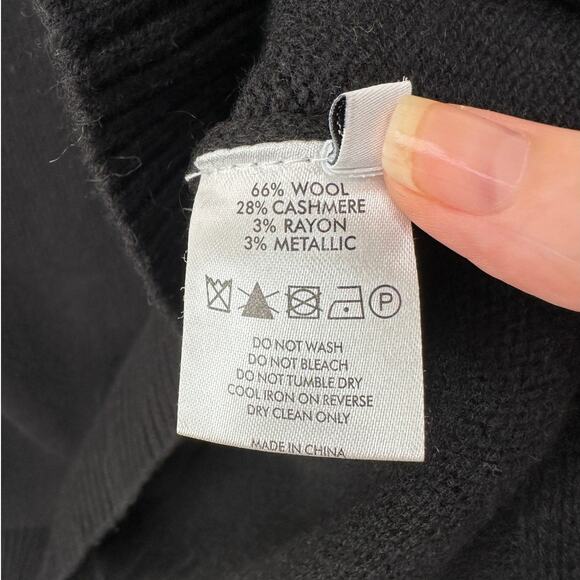 66% WOOL
28% CASHMERE
3% RAYON
3% METALLIC
P
DO NOT WASH
DO NOT BLEACH
DO NOT TUMBLE DRY
COOL IRON ON REVERSE
DRY CLEAN ONLY
MADE IN CHINA